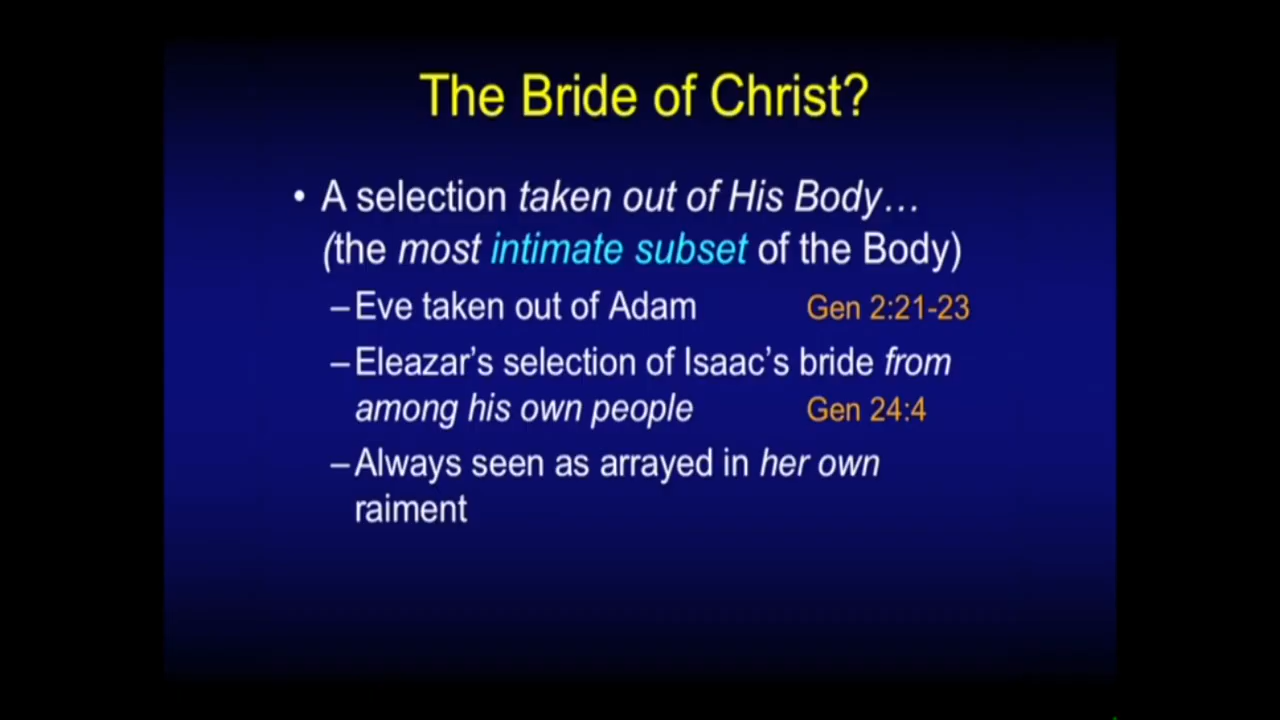 The Bride of Christ?
• A selection taken out of His Body…
(the most intimate subset of the Body)
–Eve taken out of Adam Gen 2:21-23
–Eleazar’s selection of Isaac’s bride from
among his own people Gen 24:4
–Always seen as arrayed in her own
raiment